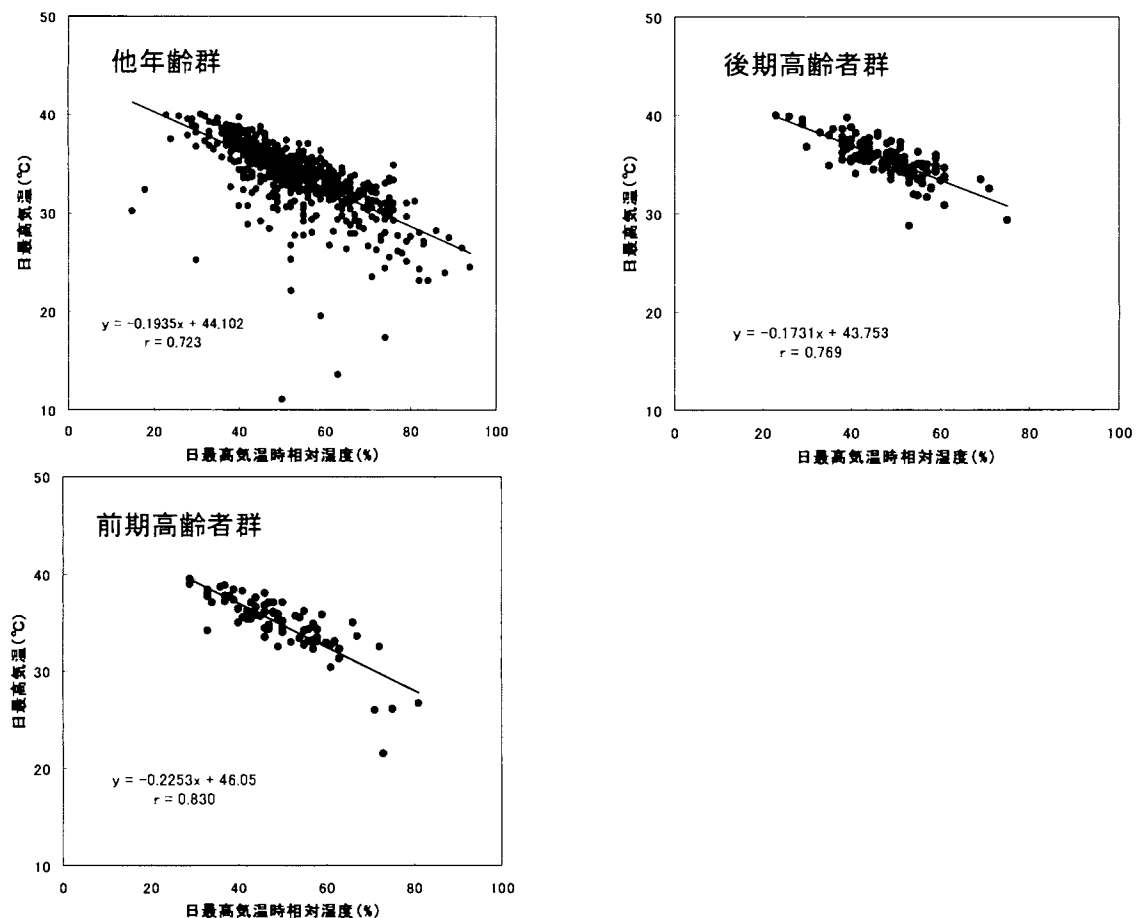 他年齢群
日最高気温(℃)
50
40
30
20
10
y = -0.1935x + 44.102
r = 0.723
0 20 40 60 80 100
日最高気温時相対湿度(%)
後期高齢者群
日最高気温(℃)
50
40
30
20
10
y = -0.1731x + 43.753
r = 0.769
0 20 40 60 80 100
日最高気温時相対湿度(%)
前期高齢者群
日最高気温(℃)
50
40
30
20
10
y = -0.2253x + 46.05
r = 0.830
0 20 40 60 80 100
日最高気温時相対湿度(%)